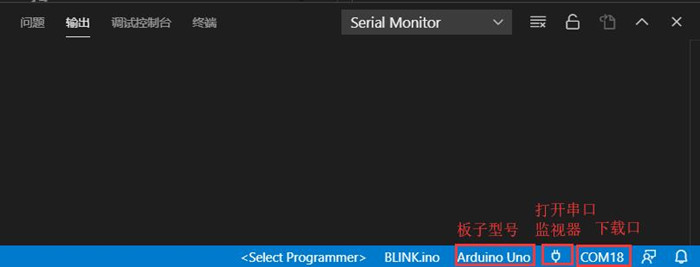 问题 输出 调试控制台 终端 Serial Monitor
打开串口
板子型号 监视器 下载口
<Select Programmer> BLINK.ino Arduino Uno COM18